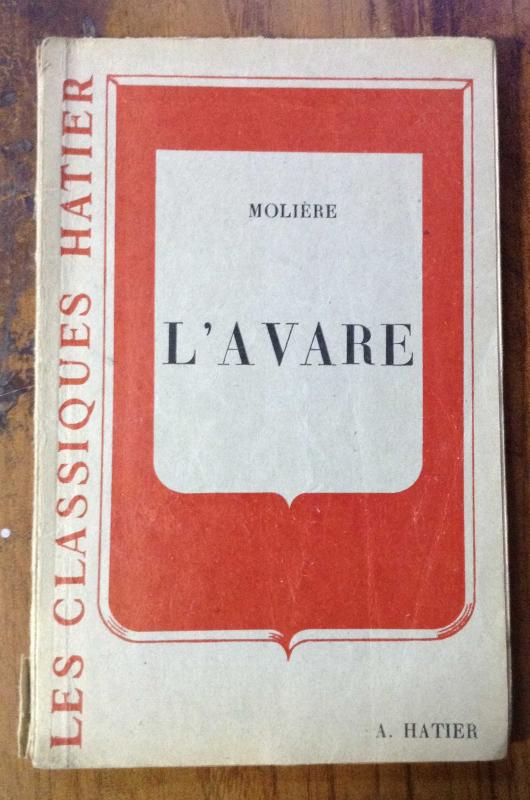 LES CLASSIQUES HATIER
MOLIÈRE
L'AVARE
A. HATIER